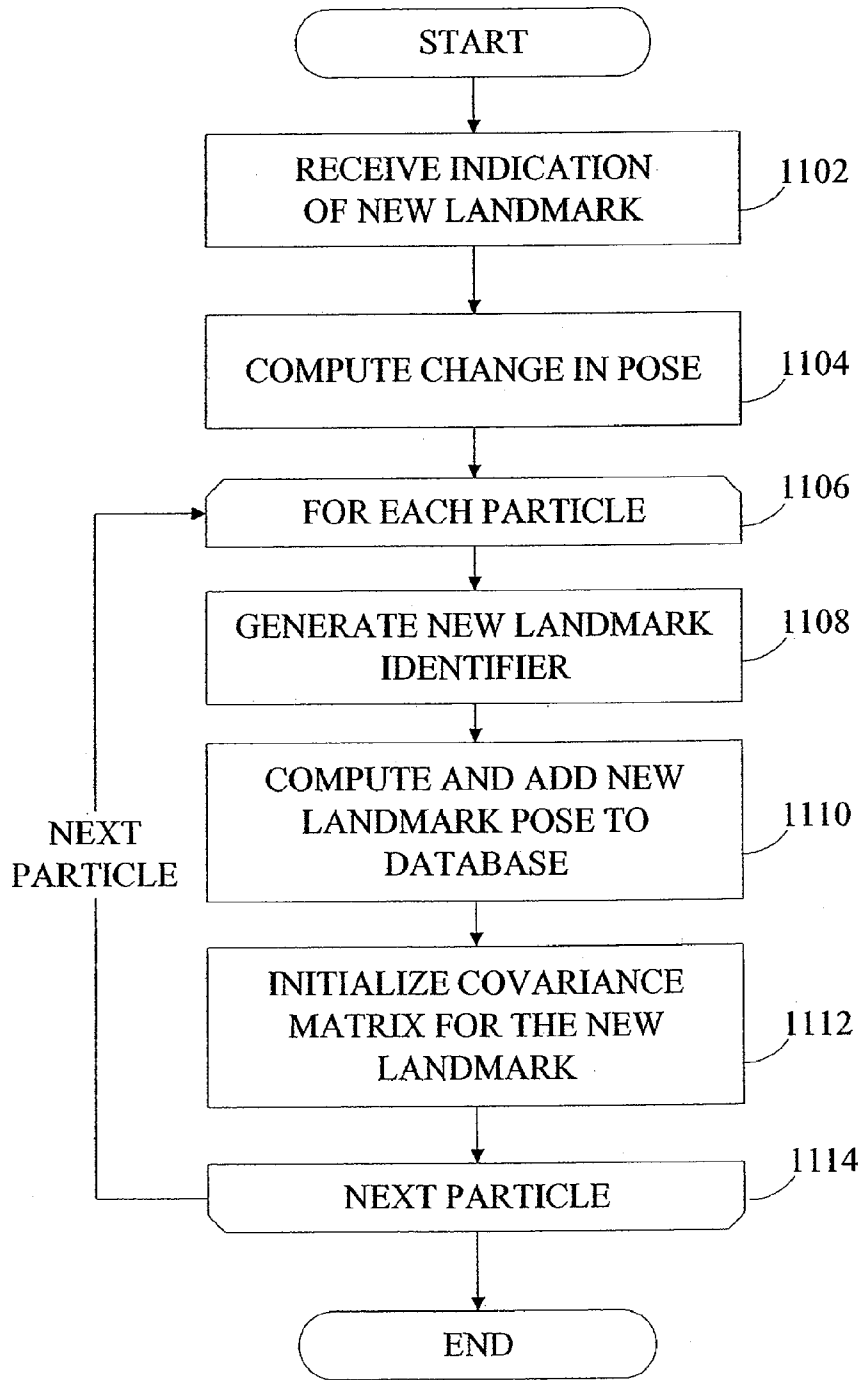 START
RECEIVE INDICATION
OF NEW LANDMARK
1102
COMPUTE CHANGE IN POSE
1104
FOR EACH PARTICLE
1106
GENERATE NEW LANDMARK
IDENTIFIER
1108
COMPUTE AND ADD NEW
LANDMARK POSE TO
DATABASE
1110
NEXT
PARTICLE
INITIALIZE COVARIANCE
MATRIX FOR THE NEW
LANDMARK
1112
NEXT PARTICLE
1114
END